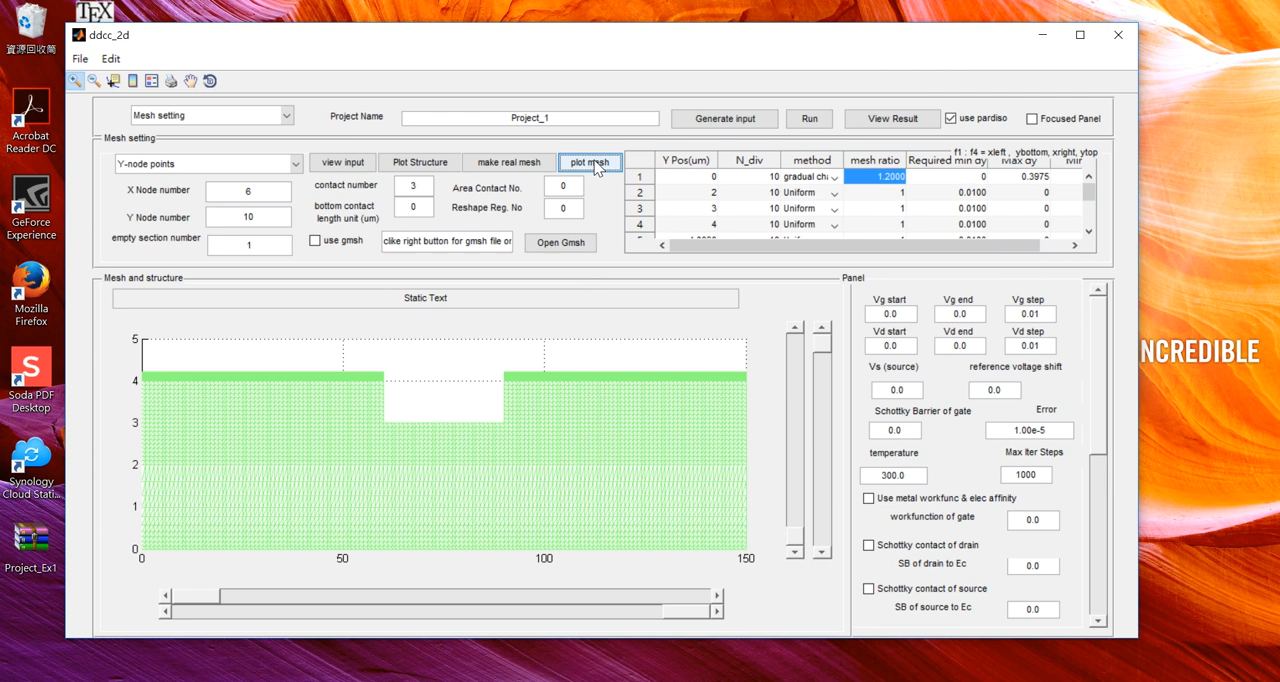 TEX
資源回收筒
Acrobat
Reader DC
GeForce
Experience
Mozilla
Firefox
Soda PDF
Desktop
Synology
Cloud Stati...
Project_Ex1
NCREDIBLE
ddcc_2d
File Edit
Mesh setting
Project Name
Project_1
Generate input
Run
View Result
use pardiso
Focused Panel
Mesh setting
Y-node points
view input
Plot Structure
make real mesh
plot mesh
X Node number 6
Y Node number 10
empty section number 1
contact number 3
bottom contact
length unit (um) 0
Area Contact No. 0
Reshape Reg. No 0
use gmsh
clike right button for gmsh file or
Open Gmsh
f1 : f4 = xleft , ybottom, xright, ytop
Y Pos(um) N_div method mesh ratio Required min dy Max dy
1 0 10 gradual cha 1.2000 0 0.3975
2 2 10 Uniform 1 0.0100 0
3 3 10 Uniform 1 0.0100 0
4 4 10 Uniform 1 0.0100 0
Mesh and structure
Static Text
5
4
3
2
1
0
0 50 100 150
Panel
Vg start Vg end Vg step
0.0 0.0 0.01
Vd start Vd end Vd step
0.0 0.0 0.01
Vs (source) reference voltage shift
0.0 0.0
Schottky Barrier of gate Error
0.0 1.00e-5
temperature Max Iter Steps
300.0 1000
Use metal workfunc & elec affinity
workfunction of gate 0.0
Schottky contact of drain
SB of drain to Ec 0.0
Schottky contact of source
SB of source to Ec 0.0